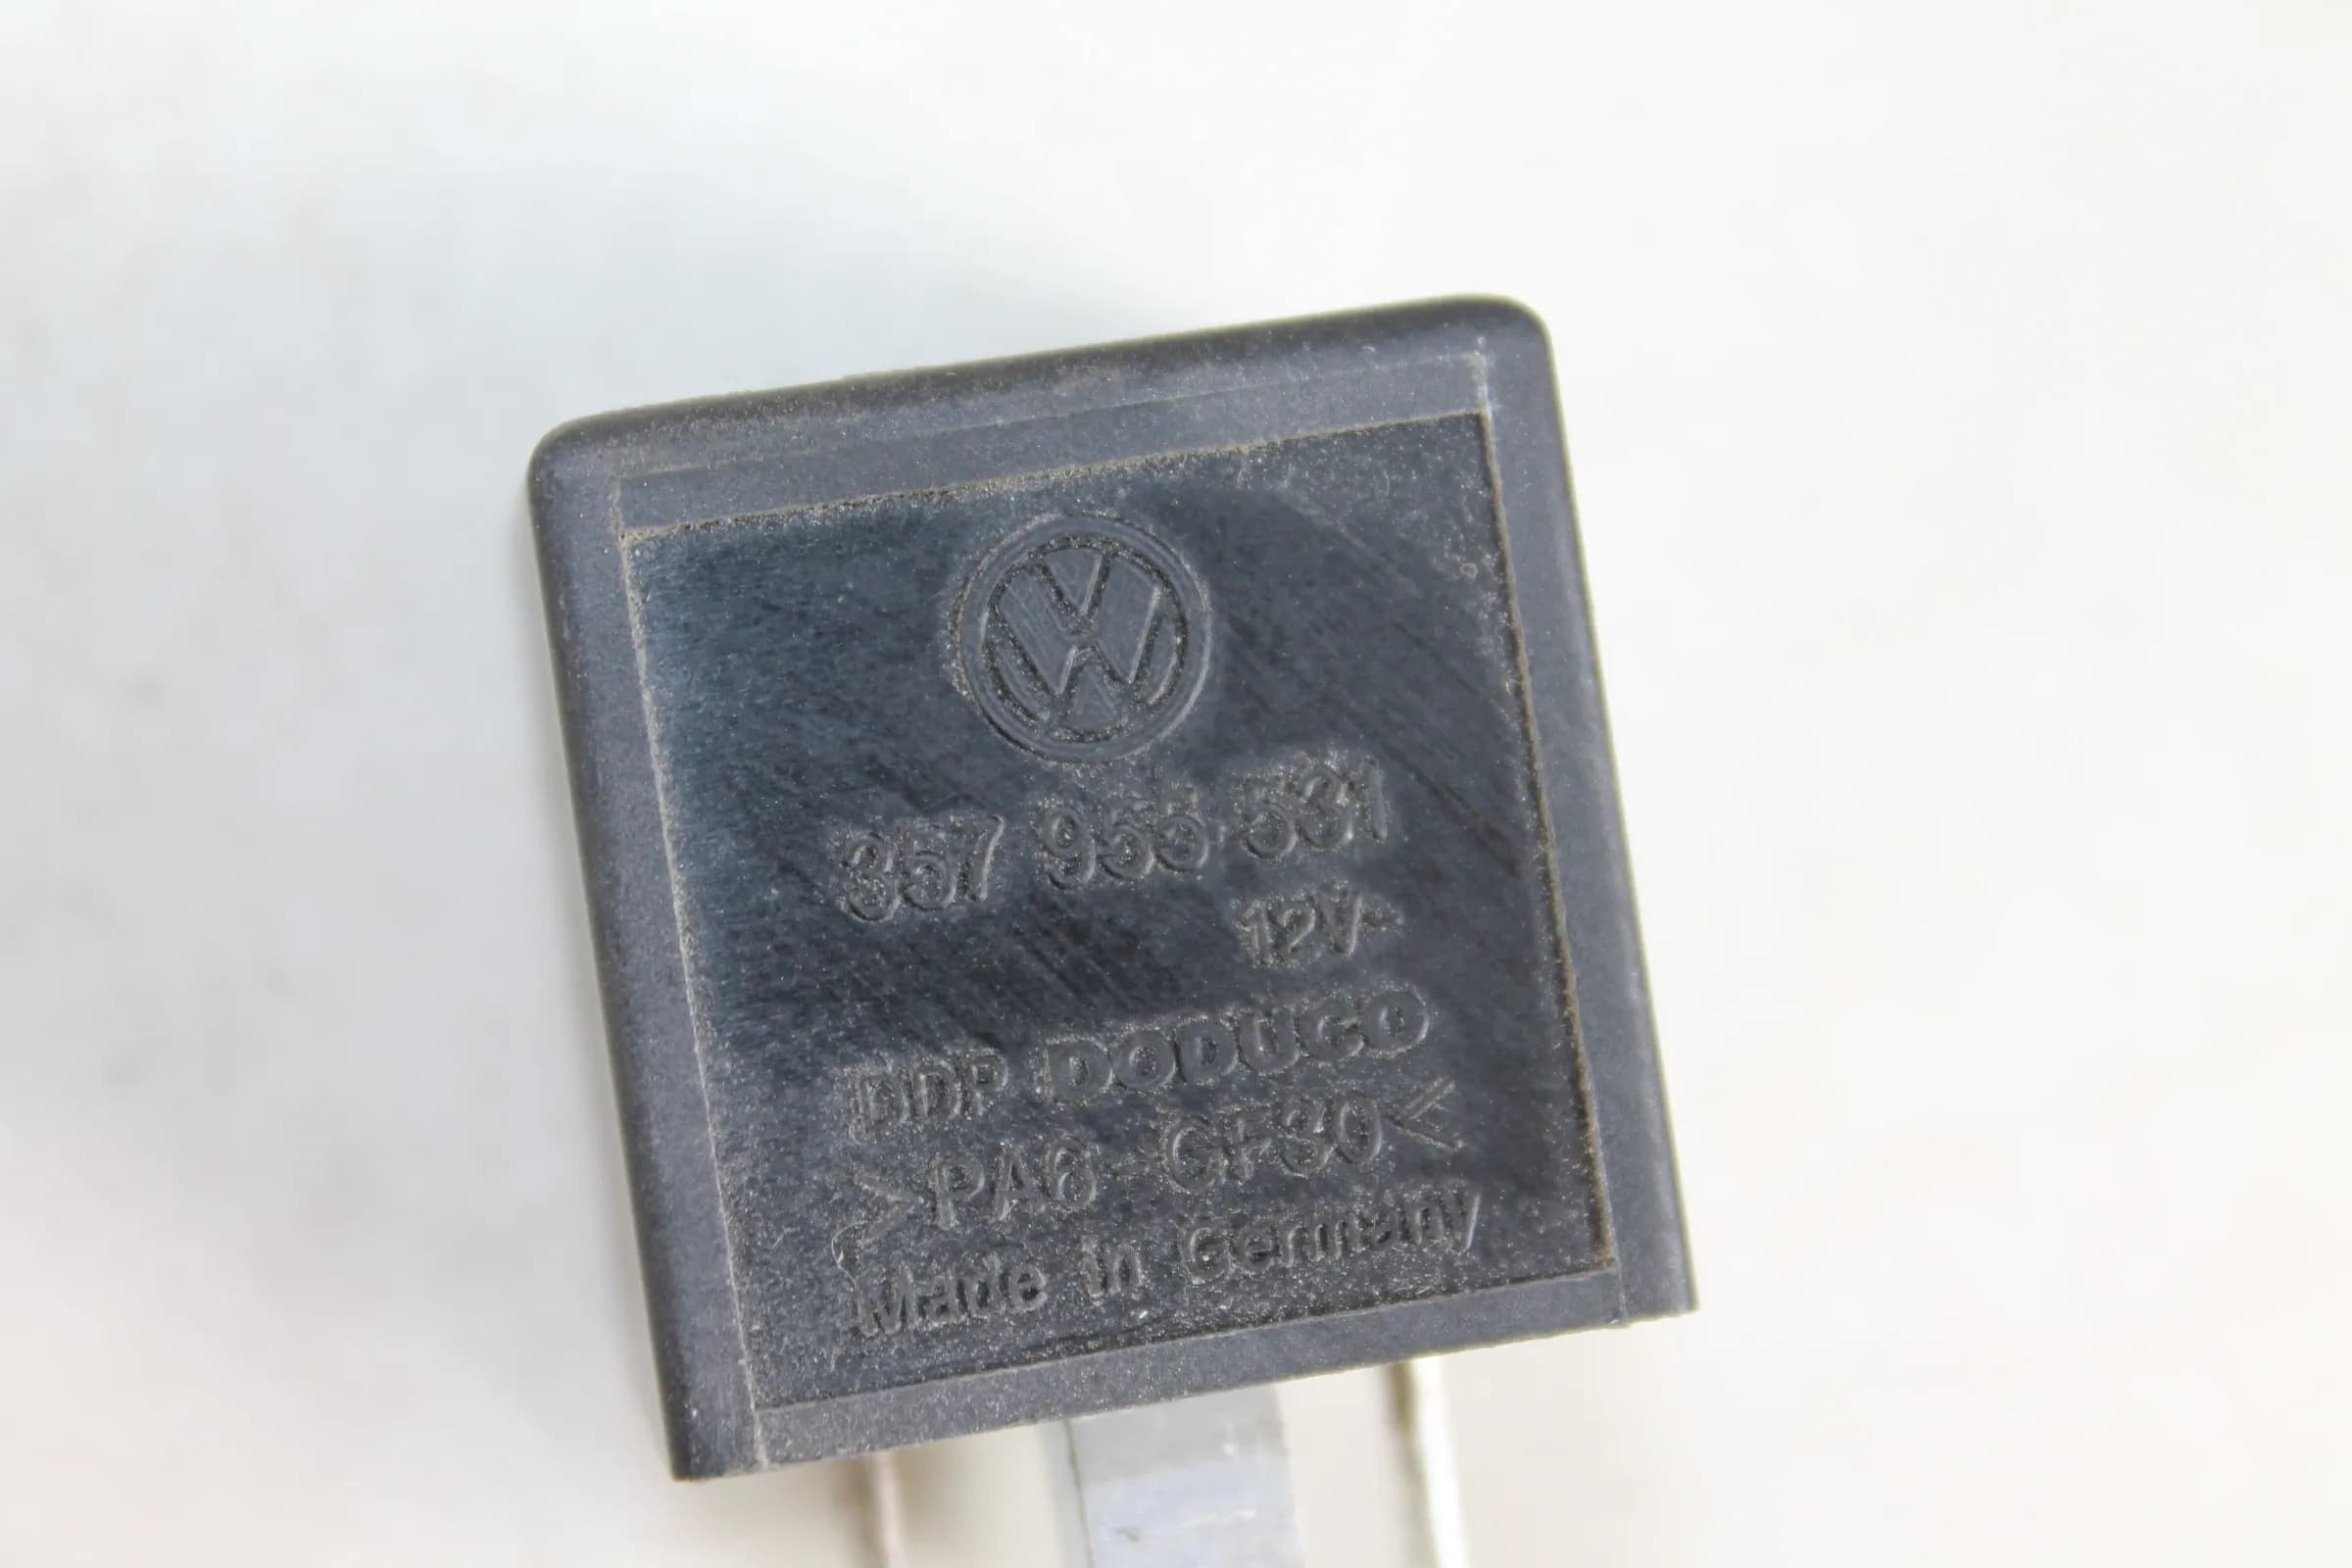 357 955 531
12V-
DDP DODUCO
>PA6-GF30<
Made in Germany